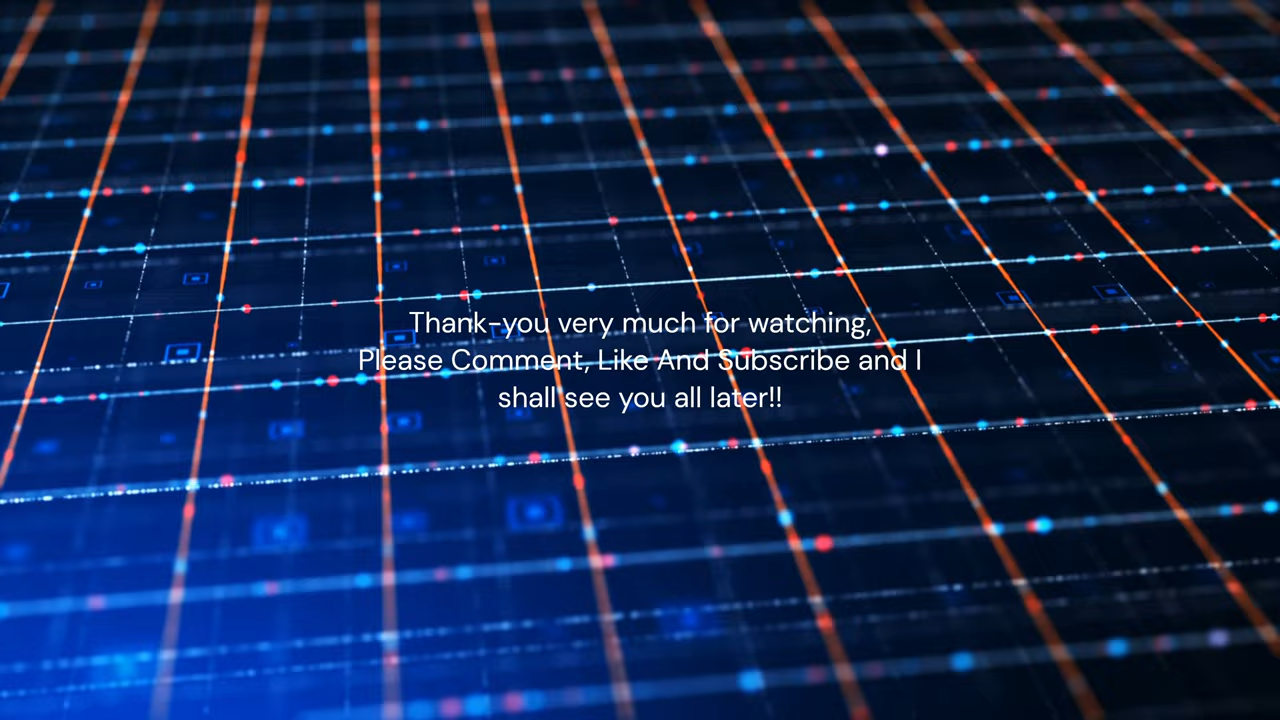 Thank-you very much for watching,
Please Comment, Like And Subscribe and I
shall see you all later!!